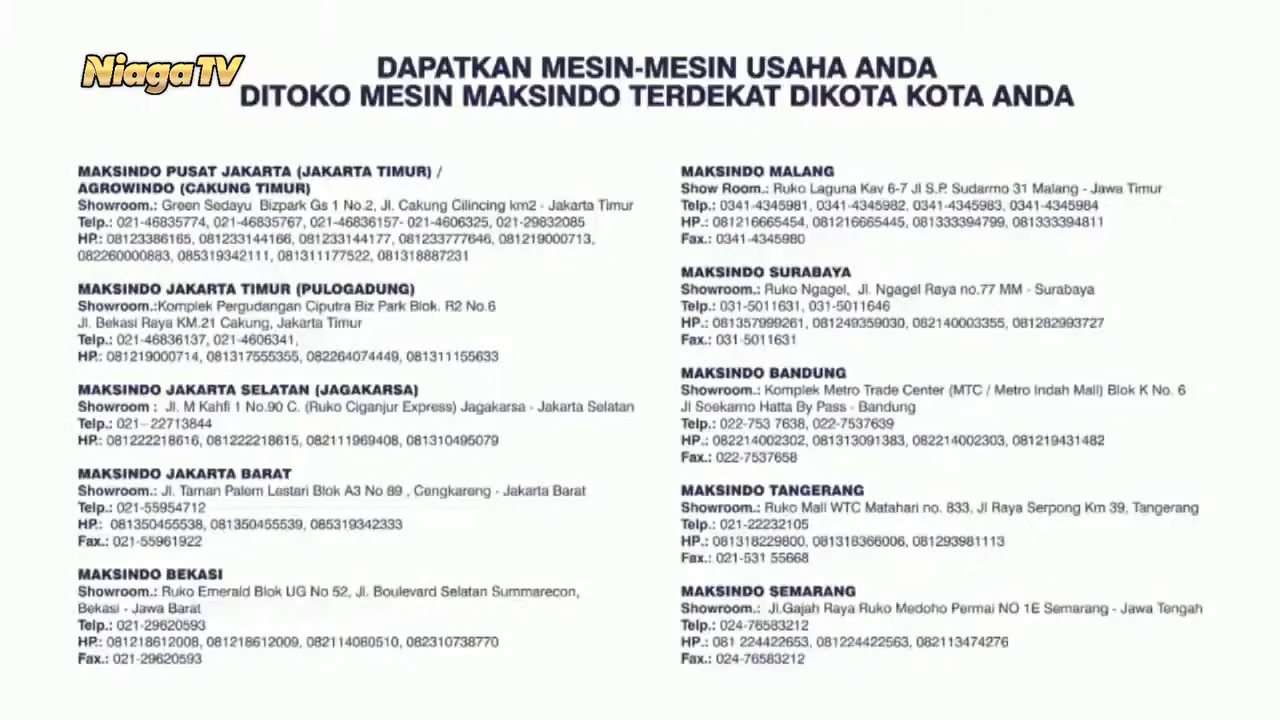 NiagaTV
DAPATKAN MESIN-MESIN USAHA ANDA
DITOKO MESIN MAKSINDO TERDEKAT DIKOTA KOTA ANDA
MAKSINDO PUSAT JAKARTA (JAKARTA TIMUR) /
AGROWINDO (CAKUNG TIMUR)
Showroom.: Green Sedayu Bizpark Gs 1 No.2, Jl. Cakung Cilincing km2 - Jakarta Timur
Telp.: 021-46835774, 021-46835767, 021-46836157- 021-4606325, 021-29832085
HP.: 08123386165, 081233144166, 081233144177, 081233777646, 081219000713,
082260000883, 085319342111, 081311177522, 081318887231
MAKSINDO JAKARTA TIMUR (PULOGADUNG)
Showroom.:Komplek Pergudangan Ciputra Biz Park Blok. R2 No.6
Jl. Bekasi Raya KM.21 Cakung, Jakarta Timur
Telp.: 021-46836137, 021-4606341,
HP.: 081219000714, 081317555355, 082264074449, 081311155633
MAKSINDO JAKARTA SELATAN (JAGAKARSA)
Showroom : Jl. M Kahfi 1 No.90 C. (Ruko Ciganjur Express) Jagakarsa - Jakarta Selatan
Telp.: 021- 22713844
HP.: 081222218616, 081222218615, 082111969408, 081310495079
MAKSINDO JAKARTA BARAT
Showroom.: Jl. Taman Palem Lestari Blok A3 No 89 , Cengkareng - Jakarta Barat
Telp.: 021-55954712
HP.: 081350455538, 081350455539, 085319342333
Fax.: 021-55961922
MAKSINDO BEKASI
Showroom.: Ruko Emerald Blok UG No 52, Jl. Boulevard Selatan Summarecon,
Bekasi - Jawa Barat
Telp.: 021-29620593
HP.: 081218612008, 081218612009, 082114080510, 082310738770
Fax.: 021-29620593
MAKSINDO MALANG
Show Room.: Ruko Laguna Kav 6-7 Jl S.P. Sudarmo 31 Malang - Jawa Timur
Telp.: 0341-4345981, 0341-4345982, 0341-4345983, 0341-4345984
HP.: 081216665454, 081216665445, 081333394799, 081333394811
Fax.: 0341-4345980
MAKSINDO SURABAYA
Showroom.: Ruko Ngagel, Jl. Ngagel Raya no.77 MM - Surabaya
Telp.: 031-5011631, 031-5011646
HP.: 081357999261, 081249359030, 082140003355, 081282993727
Fax.: 031-5011631
MAKSINDO BANDUNG
Showroom.: Komplek Metro Trade Center (MTC / Metro Indah Mall) Blok K No. 6
Jl Soekarno Hatta By Pass - Bandung
Telp.: 022-753 7638, 022-7537639
HP.: 082214002302, 081313091383, 082214002303, 081219431482
Fax.: 022-7537658
MAKSINDO TANGERANG
Showroom.: Ruko Mall WTC Matahari no. 833, Jl Raya Serpong Km 39, Tangerang
Telp.: 021-22232105
HP.: 081318229800, 081318366006, 081293981113
Fax.: 021-531 55668
MAKSINDO SEMARANG
Showroom.: Jl.Gajah Raya Ruko Medoho Permai NO 1E Semarang - Jawa Tengah
Telp.: 024-76583212
HP.: 081 224422653, 081224422563, 082113474276
Fax.: 024-76583212